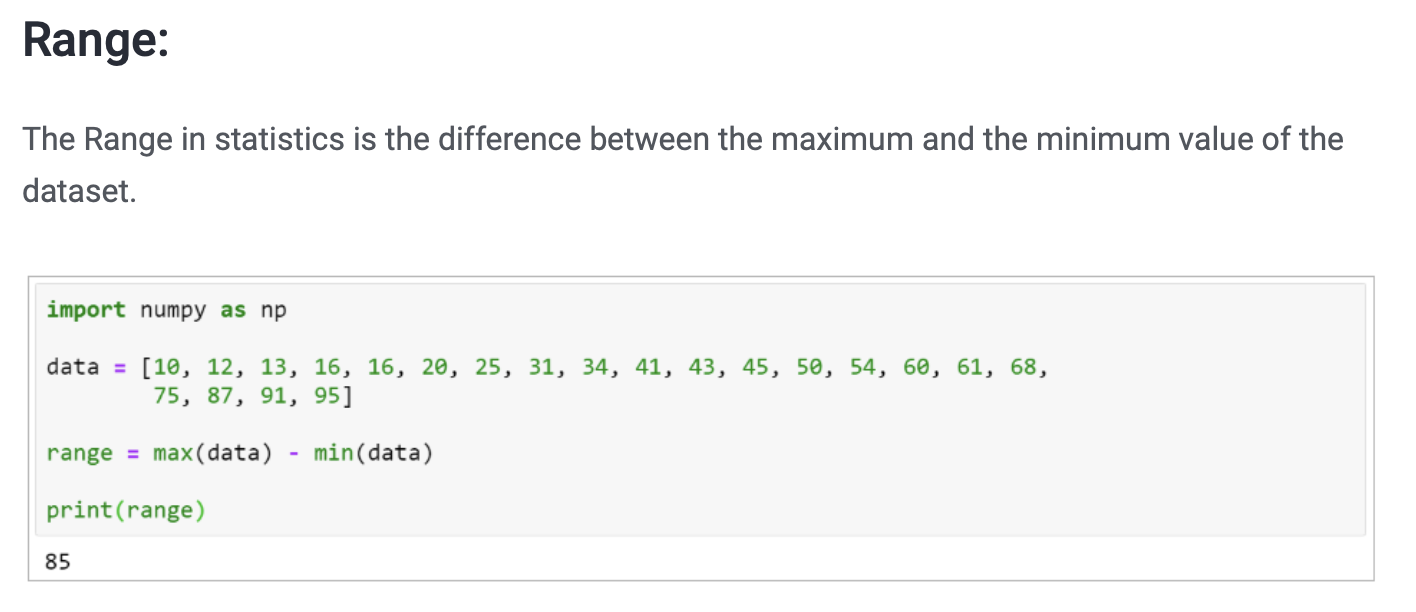 Range:
The Range in statistics is the difference between the maximum and the minimum value of the
dataset.
import numpy as np
data = [10, 12, 13, 16, 16, 20, 25, 31, 34, 41, 43, 45, 50, 54, 60, 61, 68,
75, 87, 91, 95]
range = max(data) - min(data)
print(range)
85